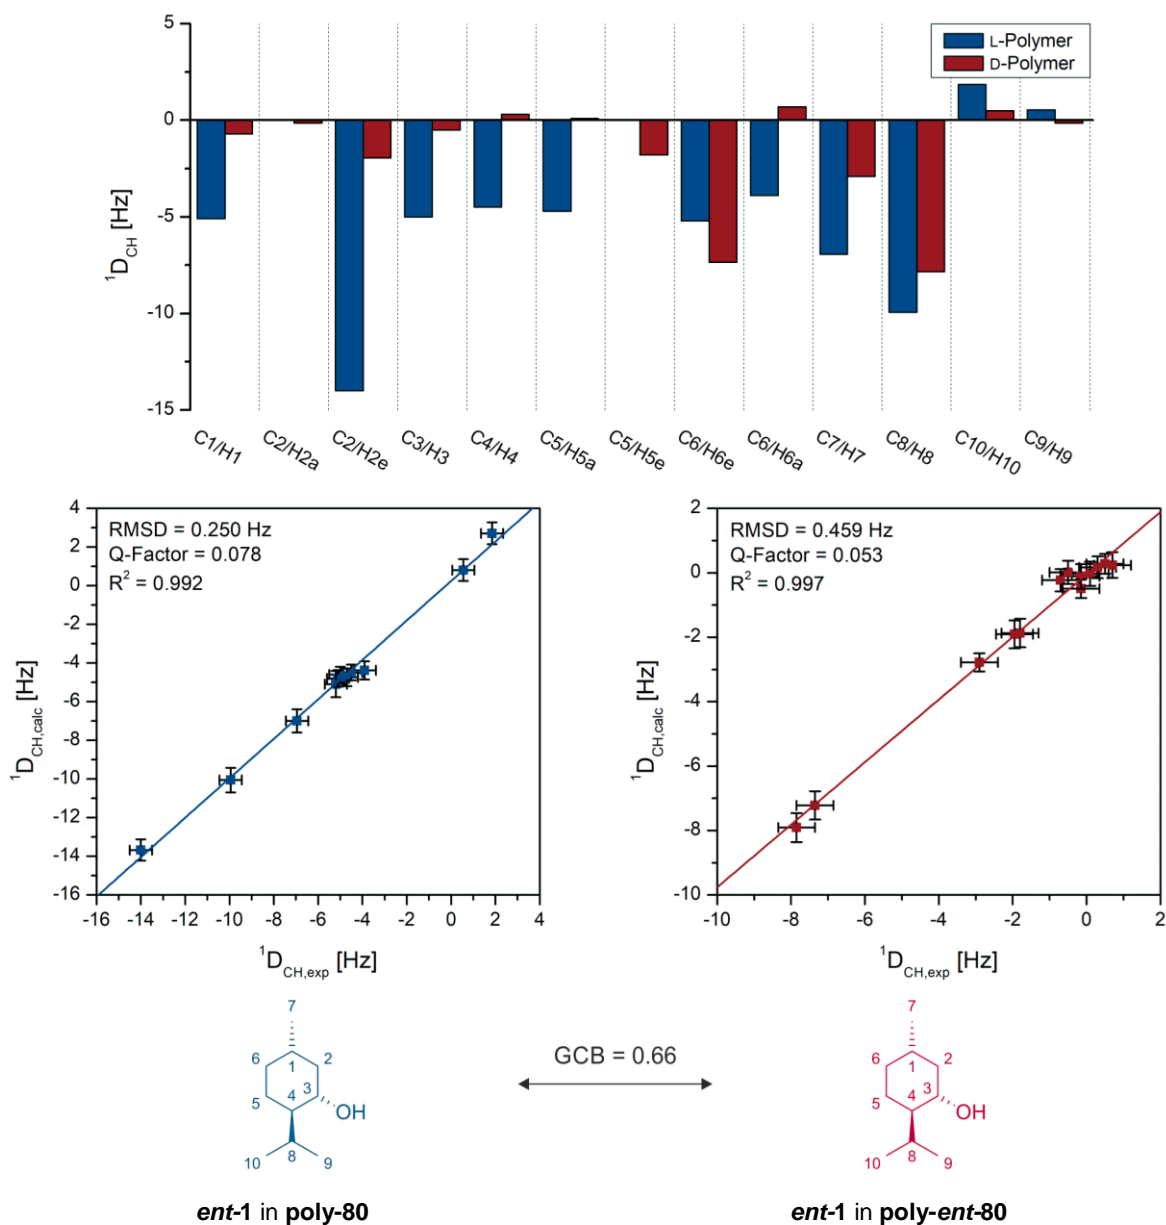 5
0
-5
-10
-15
¹D_CH [Hz]
L-Polymer
D-Polymer
C1/H1
C2/H2a
C2/H2e
C3/H3
C4/H4
C5/H5a
C5/H5e
C6/H6e
C6/H6a
C7/H7
C8/H8
C10/H10
C9/H9
RMSD = 0.250 Hz
Q-Factor = 0.078
R² = 0.992
4
2
0
-2
-4
-6
-8
-10
-12
-14
-16
¹D_CH,calc [Hz]
-16 -14 -12 -10 -8 -6 -4 -2 0 2 4
¹D_CH,exp [Hz]
RMSD = 0.459 Hz
Q-Factor = 0.053
R² = 0.997
2
0
-2
-4
-6
-8
-10
¹D_CH,calc [Hz]
-10 -8 -6 -4 -2 0 2
¹D_CH,exp [Hz]
7
6 2
1
3
5 4
OH
8
10 9
GCB = 0.66
7
6 2
1
3
5 4
OH
8
10 9
ent-1 in poly-80
ent-1 in poly-ent-80